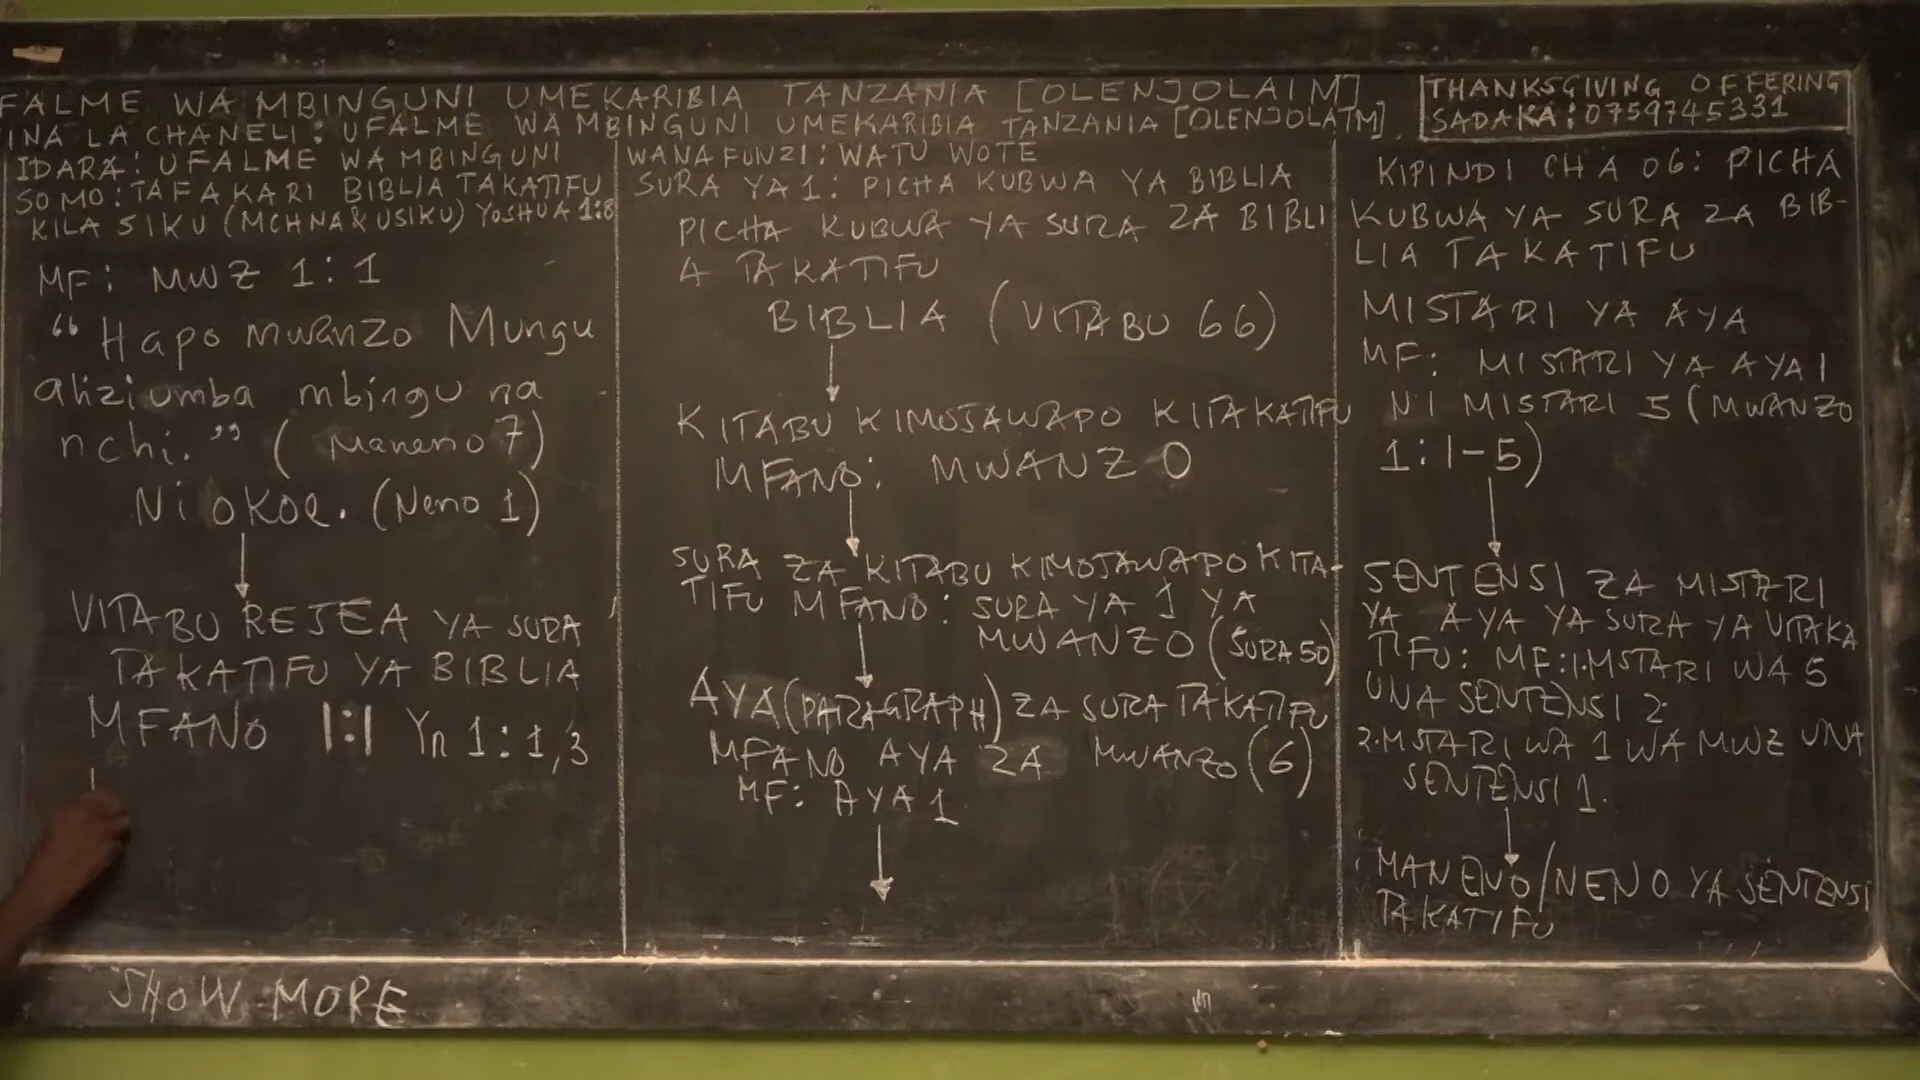 FALME WA MBINGUNI UMEKARIBIA TANZANIA [OLENJOLAIM]
INA LA CHANELI: UFALME WA MBINGUNI UMEKARIBIA TANZANIA [OLENJOLAIM]
THANKSGIVING OFFERING
SADAKA: 0759745331
IDARA: UFALME WA MBINGUNI
SOMO: TAFAKARI BIBLIA TAKATIFU
KILA SIKU (MCHNA & USIKU) YOSHUA 1:8
MF: MWZ 1:1
“Hapo mwanzo Mungu
aliziumba mbingu na
nchi.” (Maneno 7)
Niokoe. (Neno 1)
VITABU REJEA YA SURA
TAKATIFU YA BIBLIA
MFANO 1:1 Yn 1:1,3
WANAFUNZI: WATU WOTE
SURA YA 1: PICHA KUBWA YA BIBLIA
PICHA KUBWA YA SURA ZA BIBLI
A TAKATIFU
BIBLIA (VITABU 66)
KITABU KIMOJAWAPO KITAKATIFU
MFANO: MWANZO
SURA ZA KITABU KIMOJAWAPO KITA-
TIFU MFANO: SURA YA 1 YA
MWANZO (SURA 50)
AYA (PARAGRAPH) ZA SURA TAKATIFU
MFANO AYA ZA MWANZO (6)
MF: AYA 1
KIPINDI CHA 06: PICHA
KUBWA YA SURA ZA BIB-
LIA TAKATIFU
MISTARI YA AYA
MF: MISTARI YA AYA 1
NI MISTARI 5 (MWANZO
1:1-5)
SENTENSI ZA MISTARI
YA AYA YA SURA YA VITAKA
TIFU: MF: 1. MSTARI WA 5
UNA SENTENSI 2.
2. MSTARI WA 1 WA MWZ UNA
SENTENSI 1.
MANENO/NENO YA SENTENSI
TAKATIFU
SHOW MORE